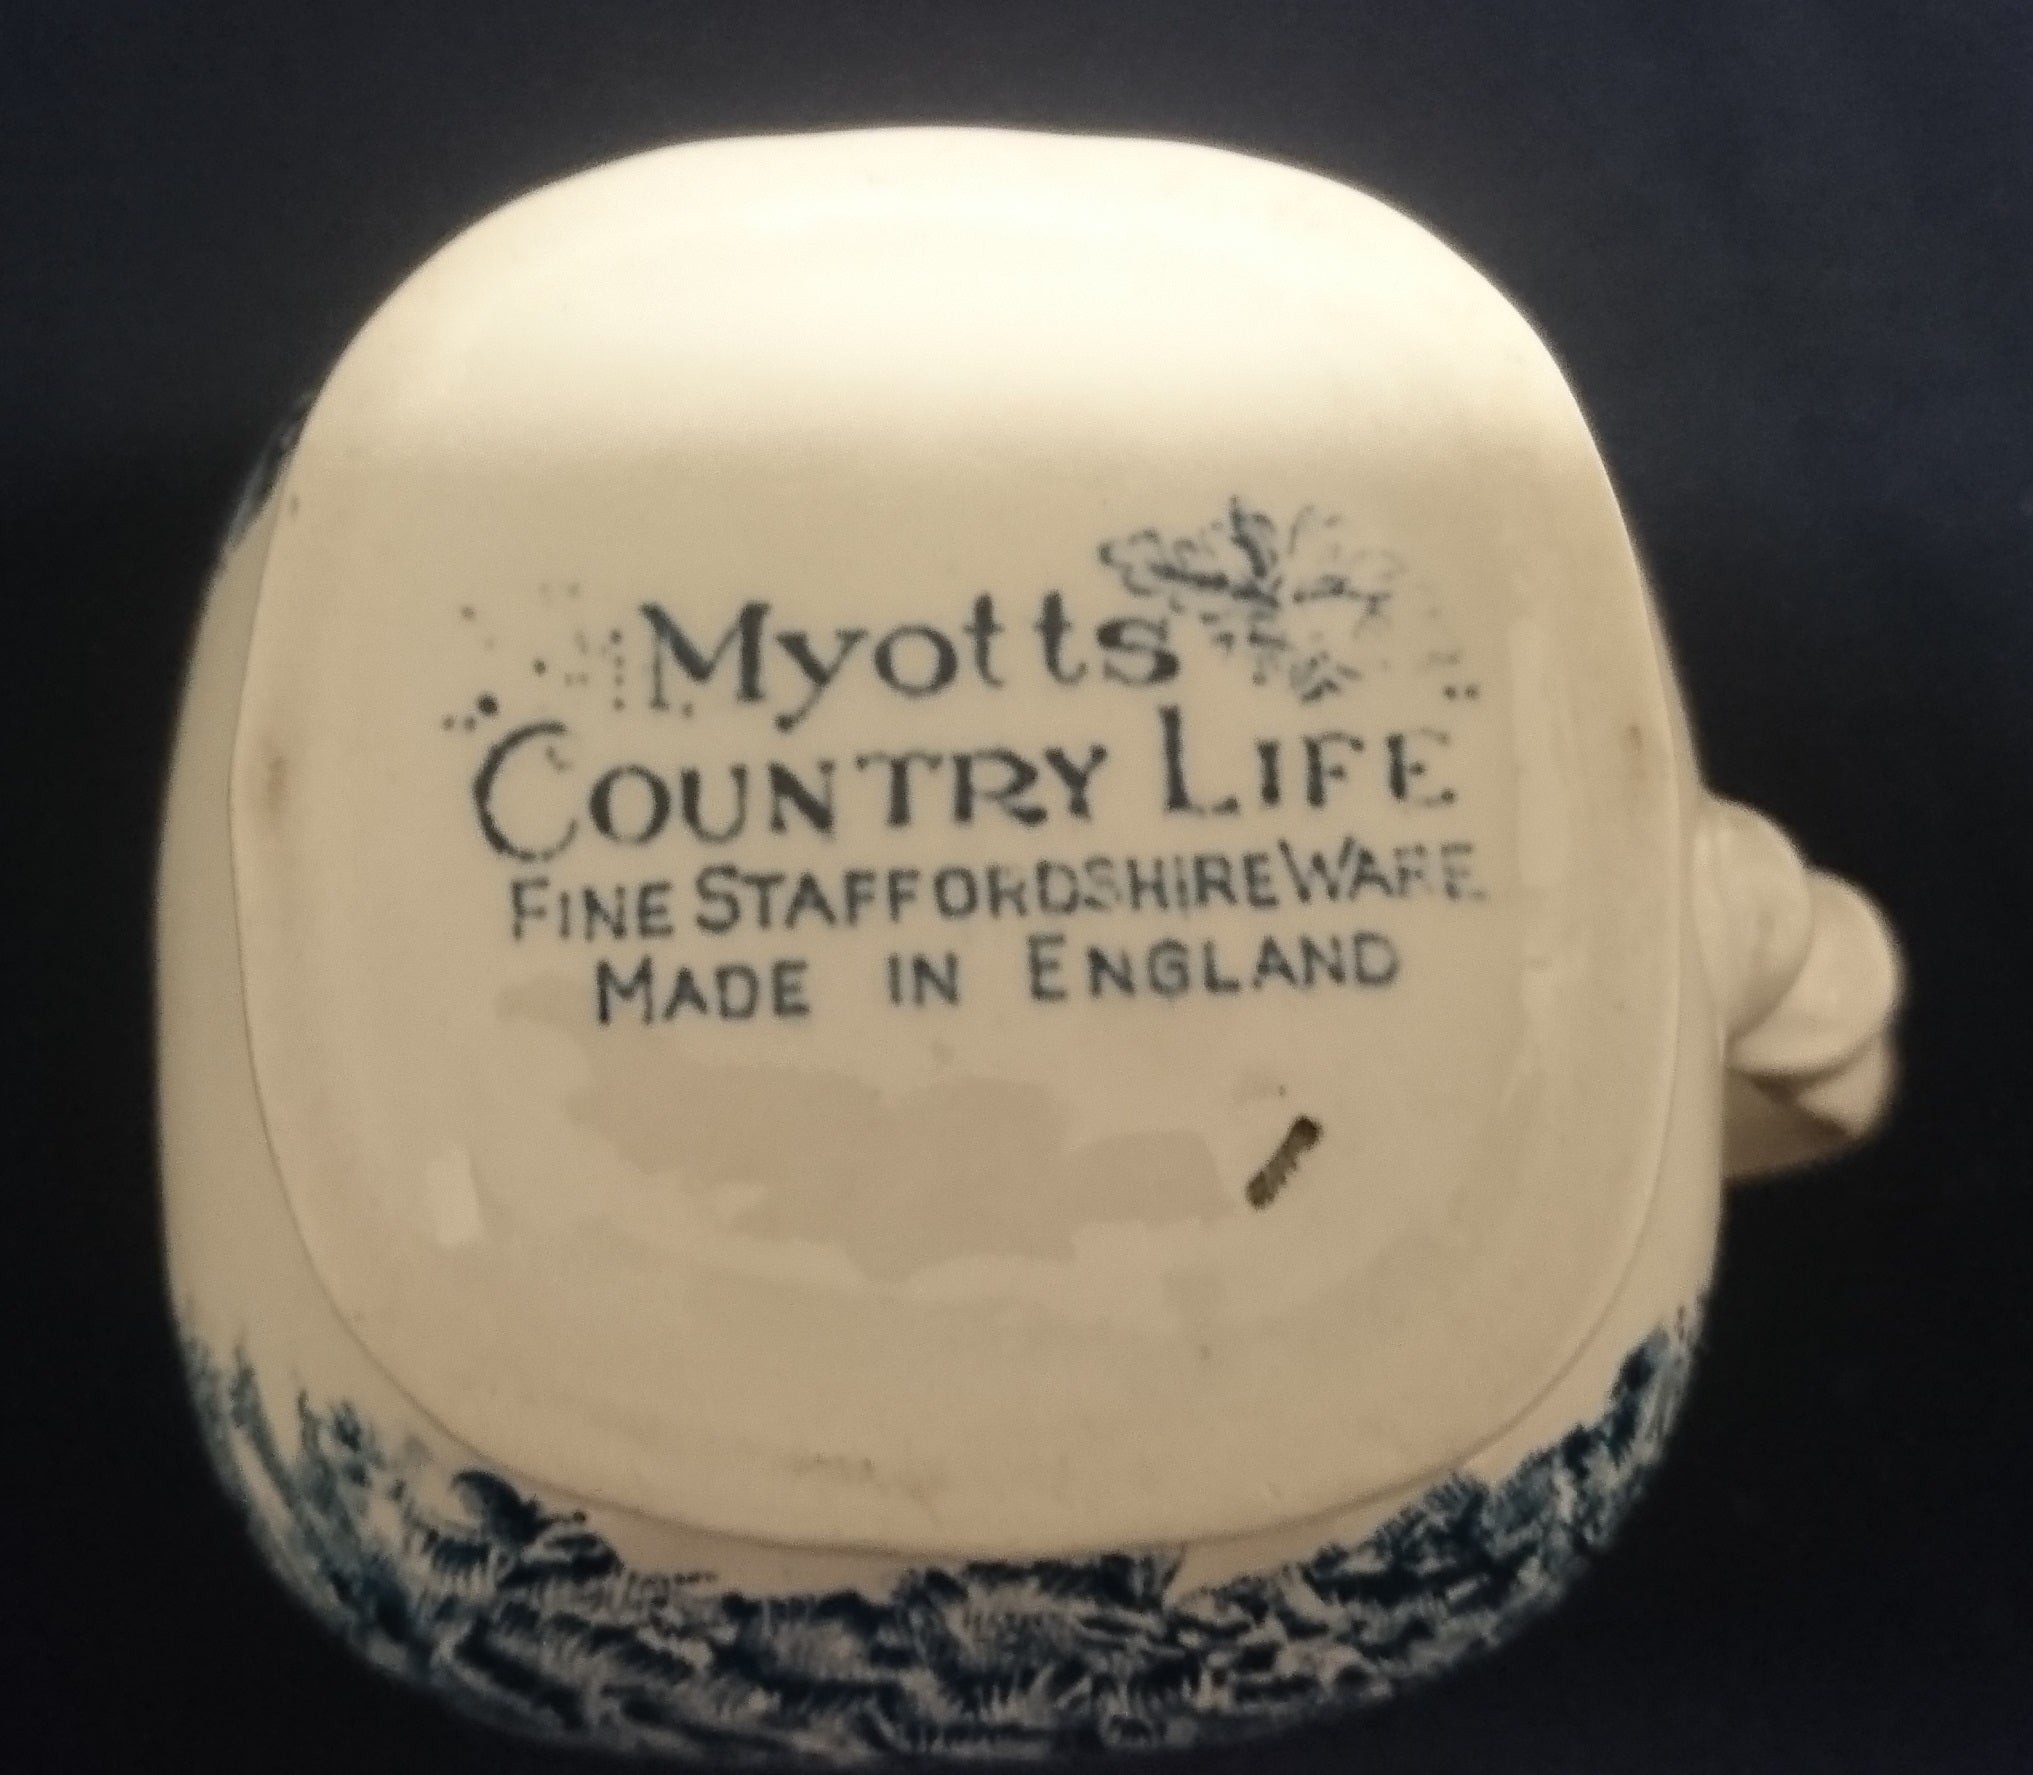 Myotts
"COUNTRY LIFE"
FINE STAFFORDSHIRE WARE
MADE IN ENGLAND